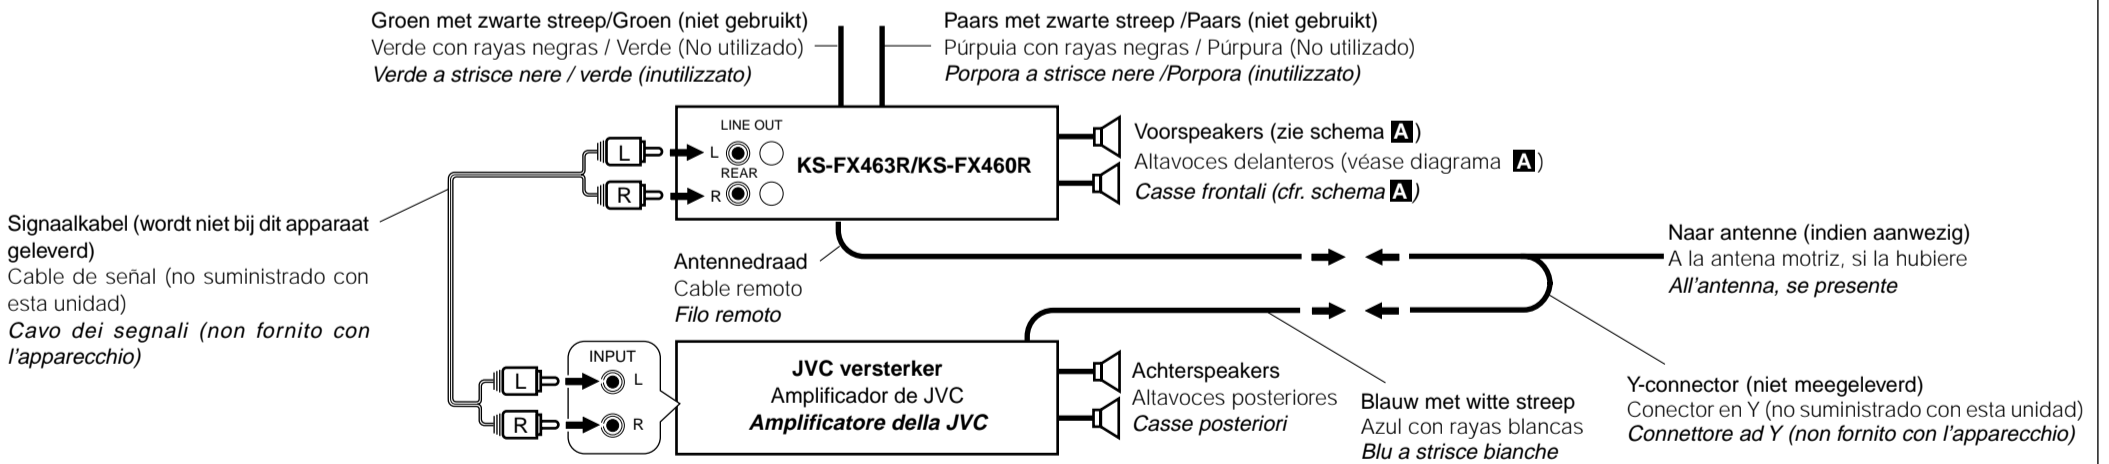 Groen met zwarte streep/Groen (niet gebruikt)
Verde con rayas negras / Verde (No utilizado)
Verde a strisce nere / verde (inutilizzato)
Paars met zwarte streep /Paars (niet gebruikt)
Púrpuia con rayas negras / Púrpura (No utilizado)
Porpora a strisce nere /Porpora (inutilizzato)
LINE OUT
L
L
REAR
R
R
KS-FX463R/KS-FX460R
Voorspeakers (zie schema A)
Altavoces delanteros (véase diagrama A)
Casse frontali (cfr. schema A)
Signaalkabel (wordt niet bij dit apparaat
geleverd)
Cable de señal (no suministrado con
esta unidad)
Cavo dei segnali (non fornito con
l'apparecchio)
Antennedraad
Cable remoto
Filo remoto
Naar antenne (indien aanwezig)
A la antena motriz, si la hubiere
All'antenna, se presente
INPUT
L
L
R
R
JVC versterker
Amplificador de JVC
Amplificatore della JVC
Achterspeakers
Altavoces posteriores
Casse posteriori
Blauw met witte streep
Azul con rayas blancas
Blu a strisce bianche
Y-connector (niet meegeleverd)
Conector en Y (no suministrado con esta unidad)
Connettore ad Y (non fornito con l'apparecchio)